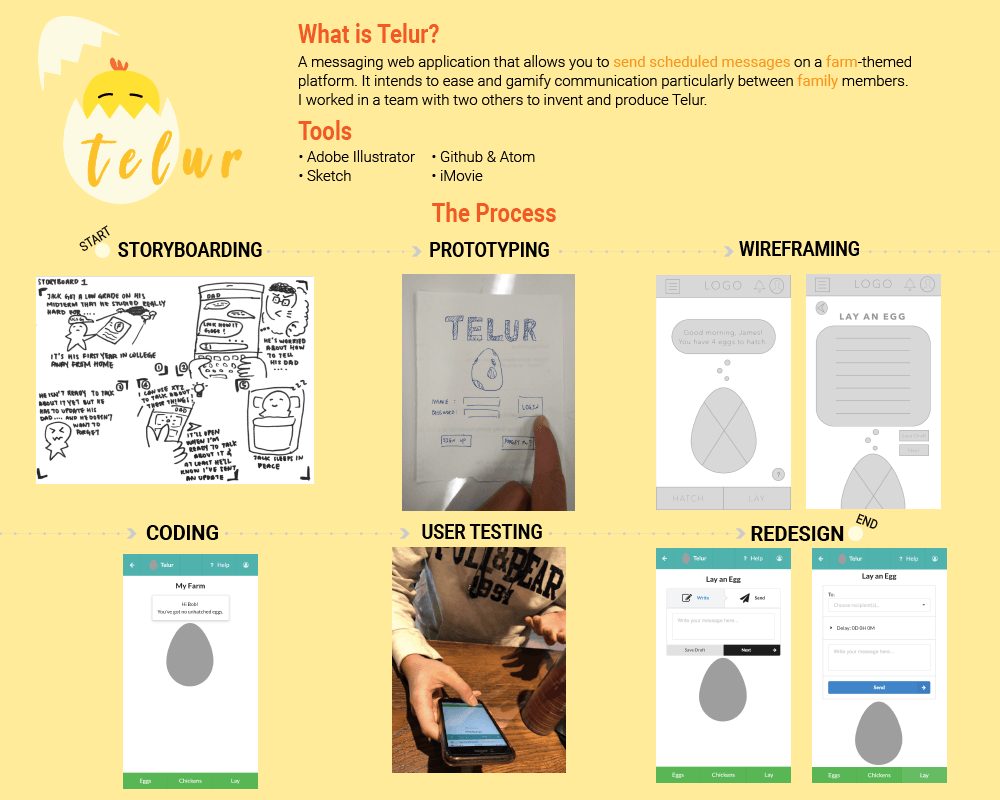 What is Telur?
A messaging web application that allows you to send scheduled messages on a farm-themed
platform. It intends to ease and gamify communication particularly between family members.
I worked in a team with two others to invent and produce Telur.
telur
Tools
• Adobe Illustrator • Github & Atom
• Sketch • iMovie
The Process
START
STORYBOARDING
PROTOTYPING
WIREFRAMING
STORYBOARD 1
JACK GOT A LOW GRADE ON HIS
MIDTERM THAT HE STUDIED REALLY
HARD FOR ....
IT'S HIS FIRST YEAR IN COLLEGE
AWAY FROM HOME
DAD
HE'S WORRIED
ABOUT HOW
TO TELL
HIS DAD
....
HE ISN'T READY TO TALK
ABOUT IT YET BUT HE
HAS TO UPDATE HIS
DAD .... AND HE DOESN'T
WANT TO
FORGET
I CAN USE XYZ
TO TALK ABOUT
THESE THINGS!
DAD
IT'LL OPEN
WHEN I'M
READY TO TALK
ABOUT IT &
AT LEAST HE'LL
KNOW I'VE SENT
AN UPDATE
ZZZ
JACK SLEEPS IN
PEACE
TELUR
LOGIN
SIGN UP
LOGO
Good morning, James!
You have 4 eggs to hatch.
?
HATCH LAY
LOGO
LAY AN EGG
Save Draft
Next
CODING
USER TESTING
REDESIGN
END
Telur ? Help
My Farm
Hi Bob!
You've got no unhatched eggs.
Eggs Chickens Lay
PULL&BEAR
Telur ? Help
Lay an Egg
Write Send
Write your message here...
Save Draft Next
Eggs Chickens Lay
Telur ? Help
Lay an Egg
To:
Choose recipient(s)...
Delay: 0D 0H 0M
Write your message here...
Send
Eggs Chickens Lay